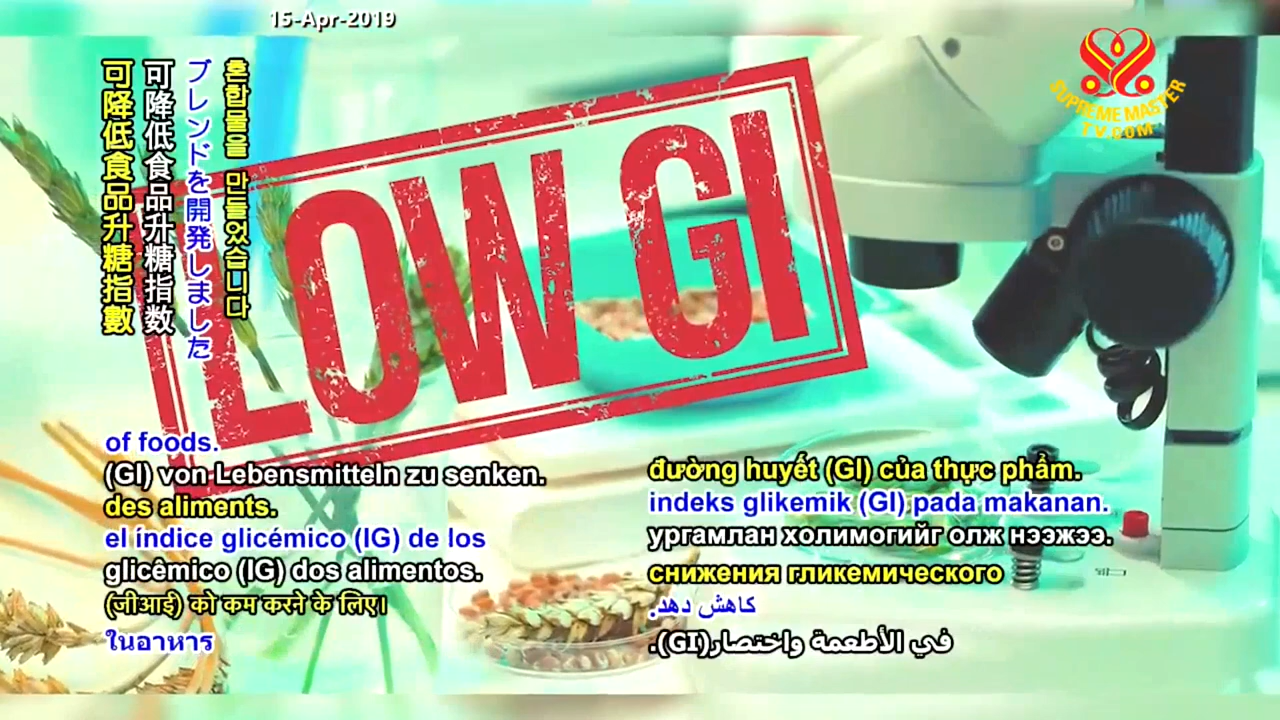 15-Apr-2019
SUPREME MASTER
TV.COM
可降低食品升糖指數
可降低食品升糖指数
ブレンドを開発しました
혼합물을 만들었습니다
LOW GI
of foods.
(GI) von Lebensmitteln zu senken.
des aliments.
el índice glicémico (IG) de los
glicêmico (IG) dos alimentos.
(जीआई) को कम करने के लिए।
ในอาหาร
đường huyết (GI) của thực phẩm.
indeks glikemik (GI) pada makanan.
ургамлан холимогийг олж нээжээ.
снижения гликемического
کاهش دهد.
في الأطعمة واختصار(GI).